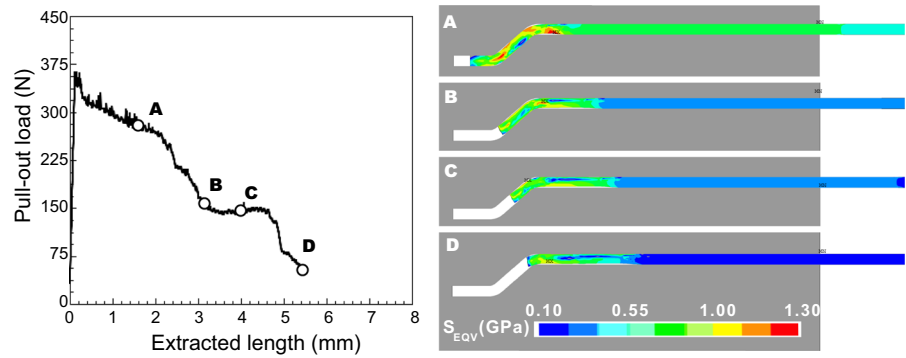 450
375
300
225
150
75
0
Pull-out load (N)
A
B
C
D
0 1 2 3 4 5 6 7 8
Extracted length (mm)
A
B
C
D
0.10 0.55 1.00 1.30
S_EQV(GPa)